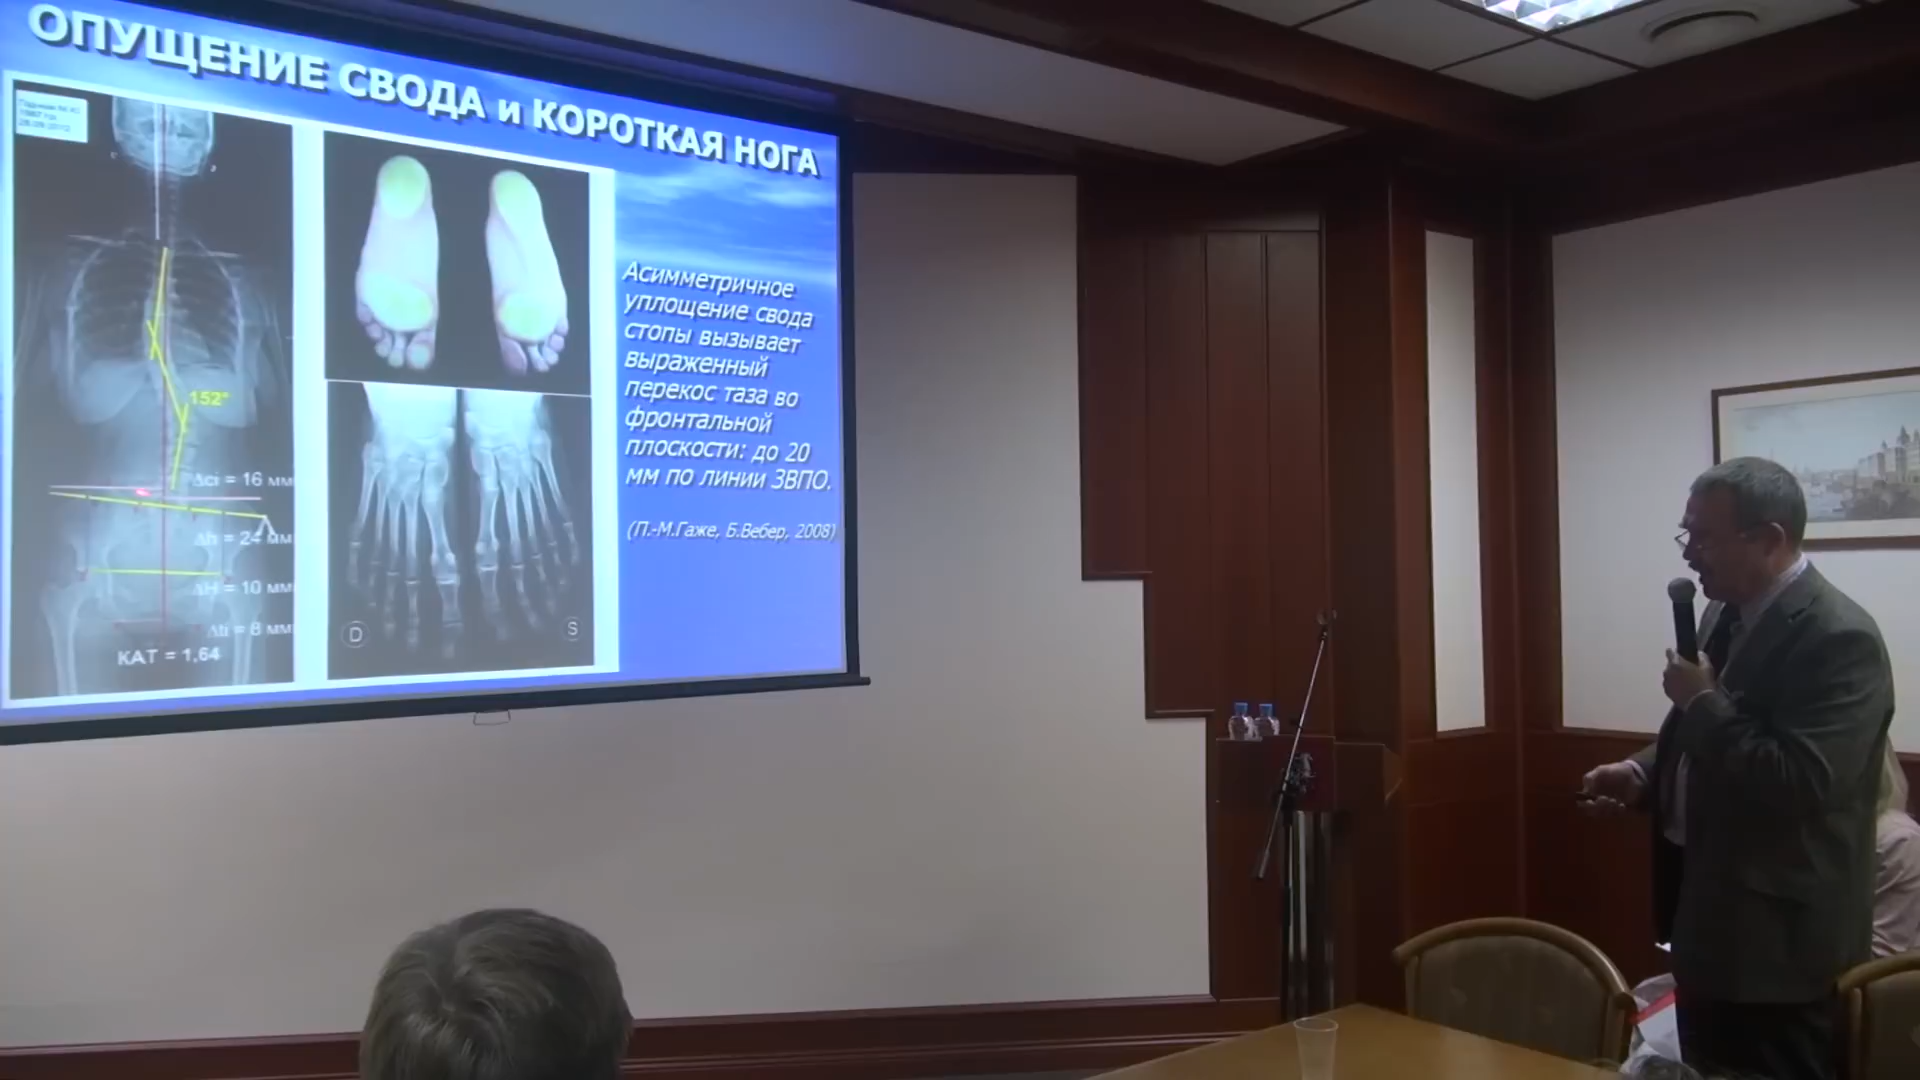 ОПУЩЕНИЕ СВОДА и КОРОТКАЯ НОГА
152°
Δci = 16 мм
Δh = 24 мм
ΔH = 10 мм
Δti = 8 мм
КАТ = 1,64
D
S
Асимметричное
уплощение свода
стопы вызывает
выраженный
перекос таза во
фронтальной
плоскости: до 20
мм по линии ЗВПО.
(П.-М.Гаже, Б.Вебер, 2008)